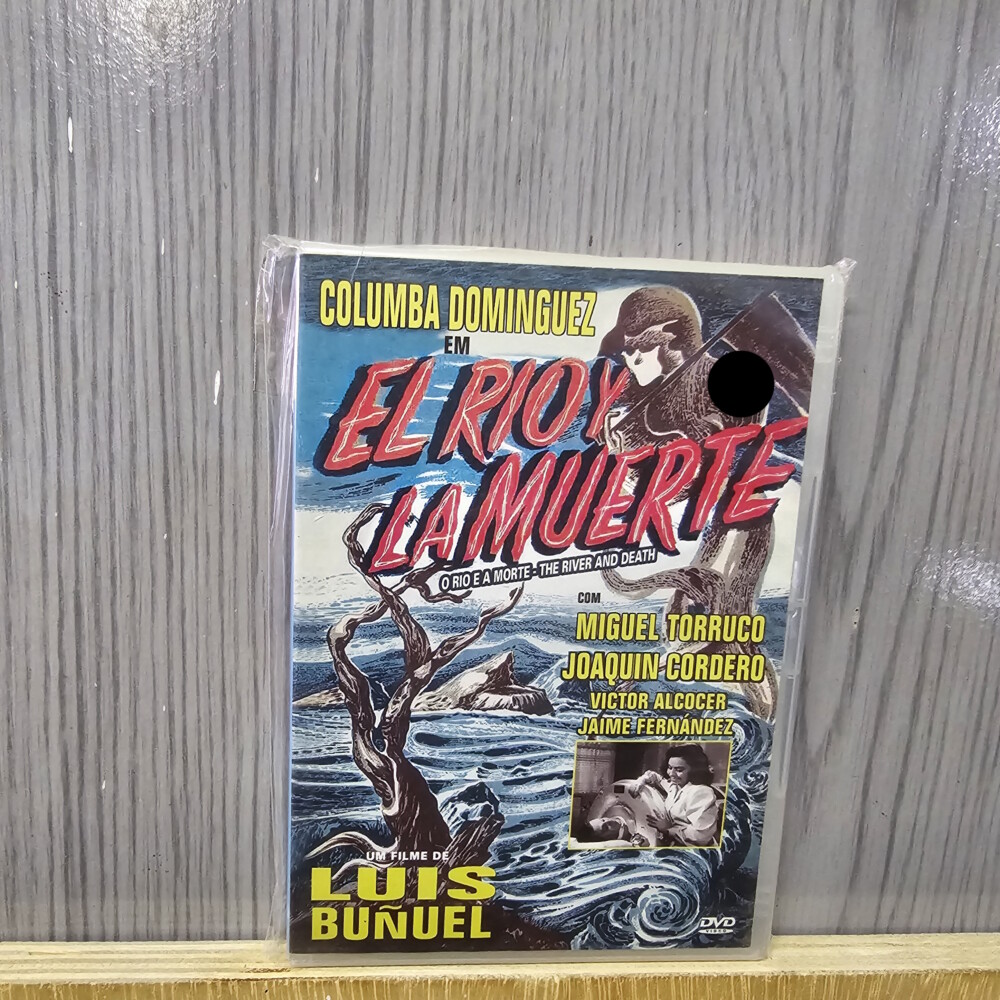 COLUMBA DOMINGUEZ
EM
EL RIO Y
LA MUERTE
O RIO E A MORTE - THE RIVER AND DEATH
COM
MIGUEL TORRUCO
JOAQUIN CORDERO
VICTOR ALCOCER
JAIME FERNÁNDEZ
UM FILME DE
LUIS
BUÑUEL
DVD
VIDEO